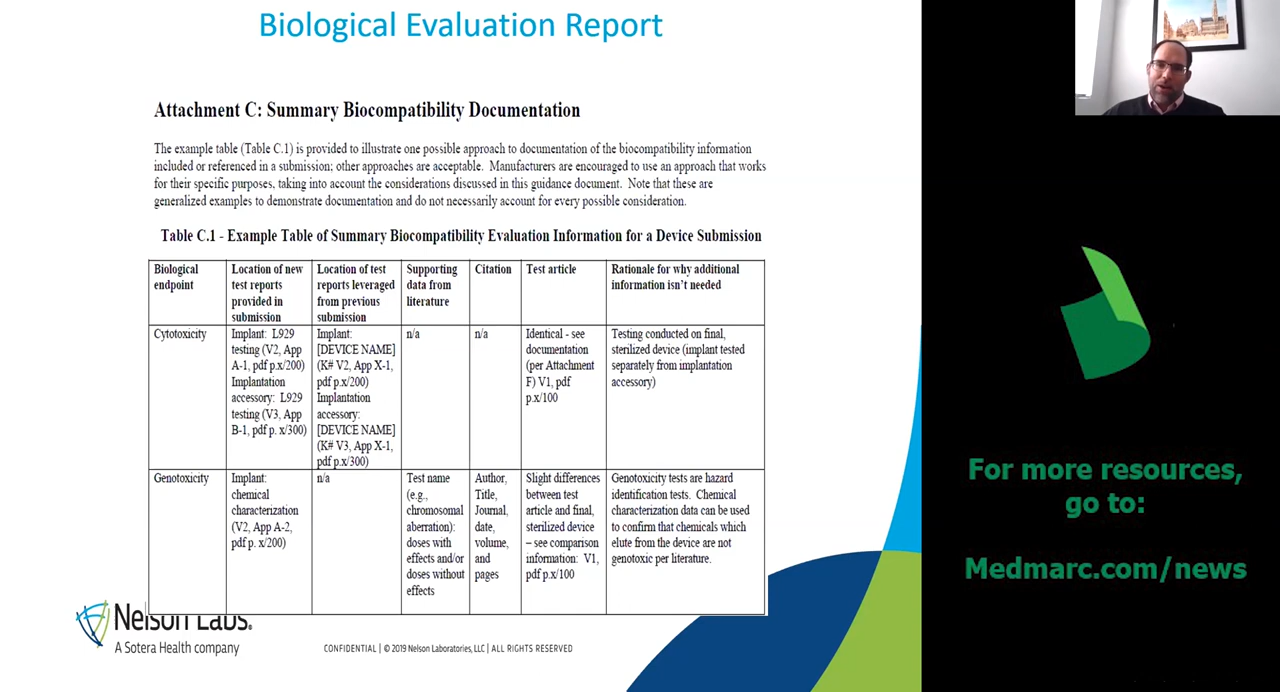 Biological Evaluation Report
Attachment C: Summary Biocompatibility Documentation
The example table (Table C.1) is provided to illustrate one possible approach to documentation of the biocompatibility information
included or referenced in a submission; other approaches are acceptable. Manufacturers are encouraged to use an approach that works
for their specific purposes, taking into account the considerations discussed in this guidance document. Note that these are
generalized examples to demonstrate documentation and do not necessarily account for every possible consideration.
Table C.1 - Example Table of Summary Biocompatibility Evaluation Information for a Device Submission
Biological
endpoint
Location of new
test reports
provided in
submission
Location of test
reports leveraged
from previous
submission
Supporting
data from
literature
Citation
Test article
Rationale for why additional
information isn't needed
Cytotoxicity
Implant: L929
testing (V2, App
A-1, pdf p.x/200)
Implantation
accessory: L929
testing (V3, App
B-1, pdf p. x/300)
Implant:
[DEVICE NAME]
(K# V2, App X-1,
pdf p.x/200)
Implantation
accessory:
[DEVICE NAME]
(K# V3, App X-1,
pdf p.x/300)
n/a
n/a
Identical - see
documentation
(per Attachment
F) V1, pdf
p.x/100
Testing conducted on final,
sterilized device (implant tested
separately from implantation
accessory)
Genotoxicity
Implant:
chemical
characterization
(V2, App A-2,
pdf p. x/200)
n/a
Test name
(e.g.,
chromosomal
aberration):
doses with
effects and/or
doses without
effects
Author,
Title,
Journal,
date,
volume,
and
pages
Slight differences
between test
article and final,
sterilized device
– see comparison
information: V1,
pdf p.x/100
Genotoxicity tests are hazard
identification tests. Chemical
characterization data can be used
to confirm that chemicals which
elute from the device are not
genotoxic per literature.
Nelson Labs.
A Sotera Health company
CONFIDENTIAL | © 2019 Nelson Laboratories, LLC | ALL RIGHTS RESERVED
For more resources,
go to:
Medmarc.com/news